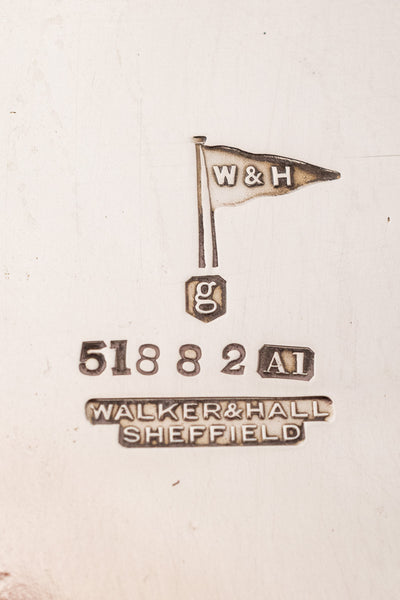 W & H
g
51882 A1
WALKER & HALL
SHEFFIELD